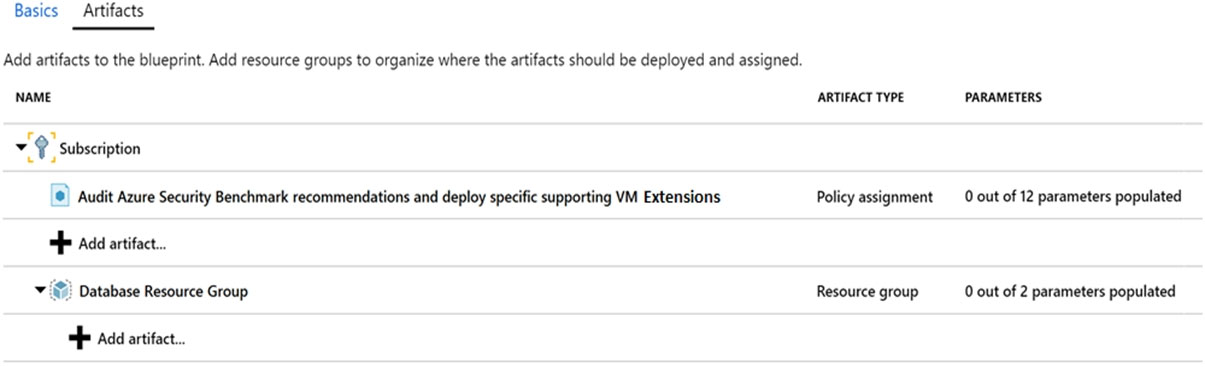 Basics Artifacts
Add artifacts to the blueprint. Add resource groups to organize where the artifacts should be deployed and assigned.
NAME ARTIFACT TYPE PARAMETERS
Subscription
Audit Azure Security Benchmark recommendations and deploy specific supporting VM Extensions Policy assignment 0 out of 12 parameters populated
Add artifact...
Database Resource Group Resource group 0 out of 2 parameters populated
Add artifact...